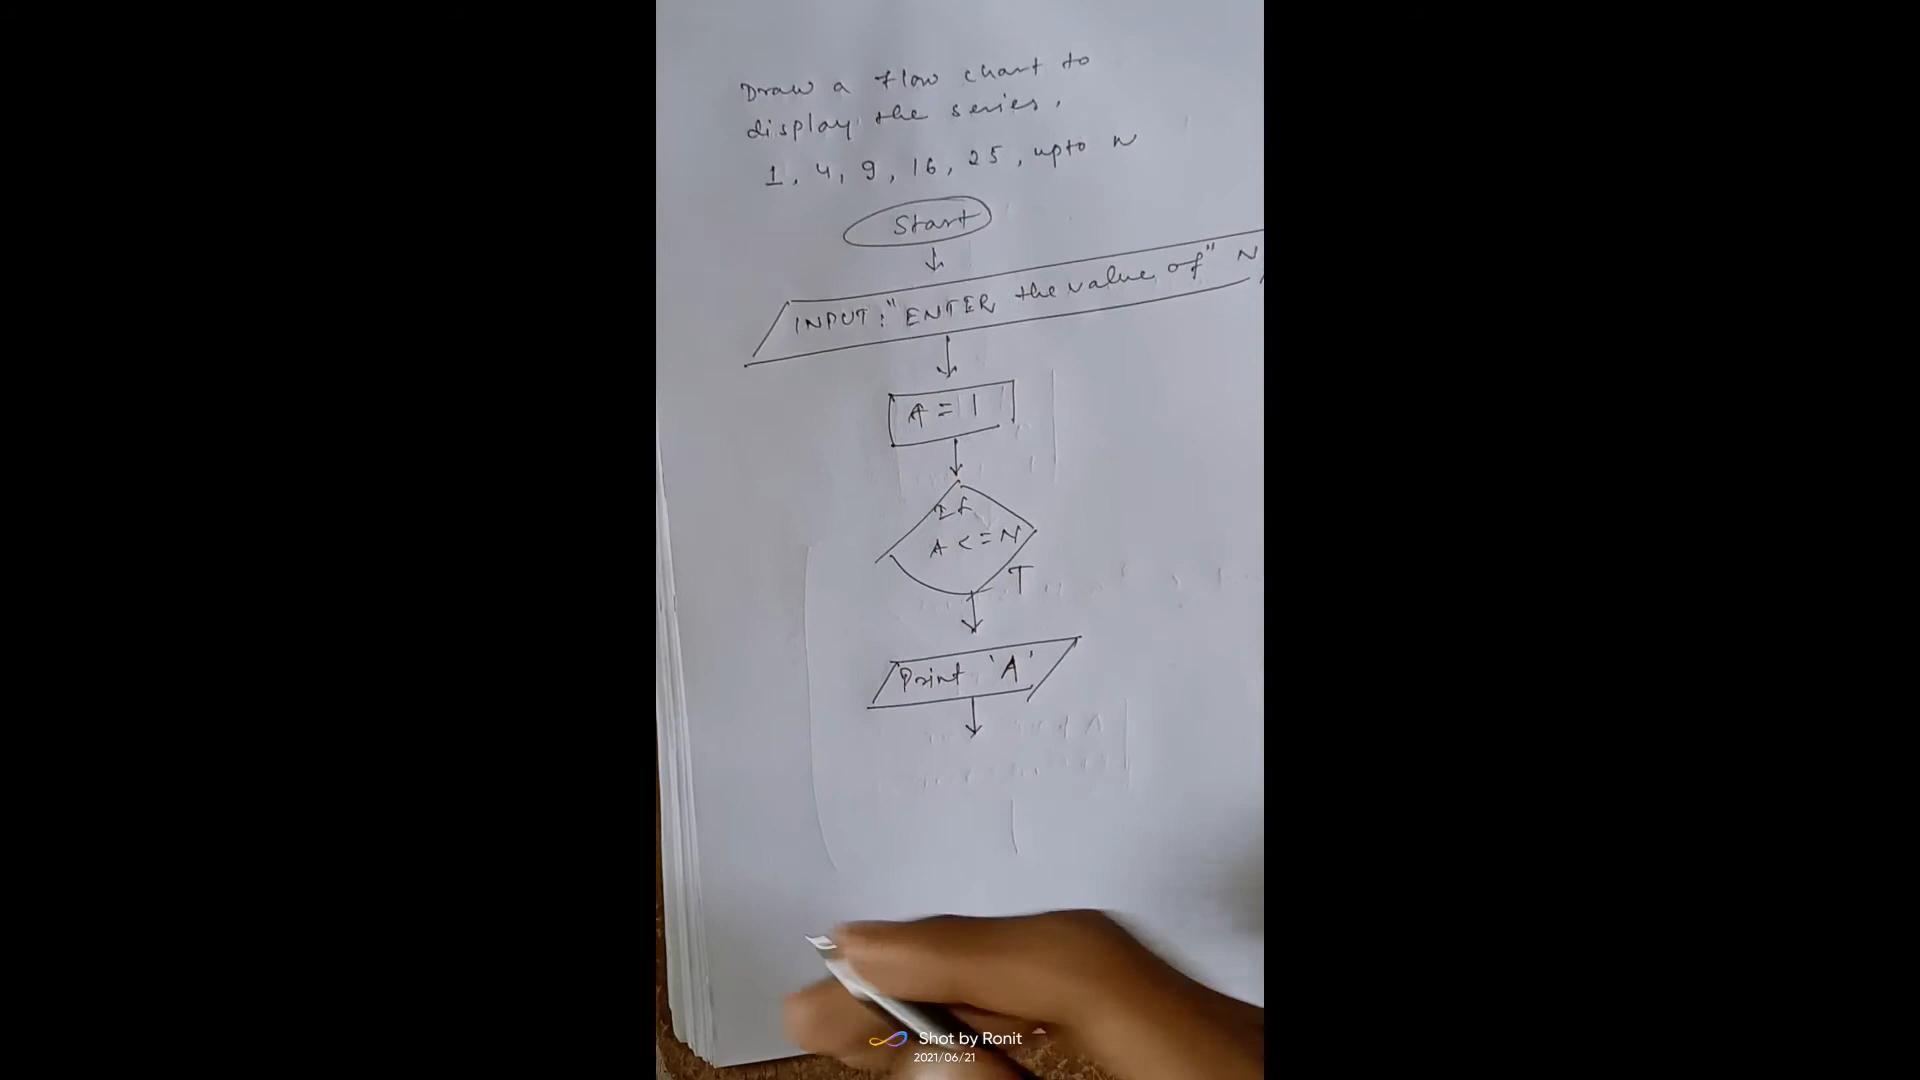 Draw a flow chart to
display the series,
1, 4, 9, 16, 25, upto N
Start
INPUT: "ENTER the value of" N
A = 1
If
A <= N
T
Print 'A'
Shot by Ronit
2021/06/21